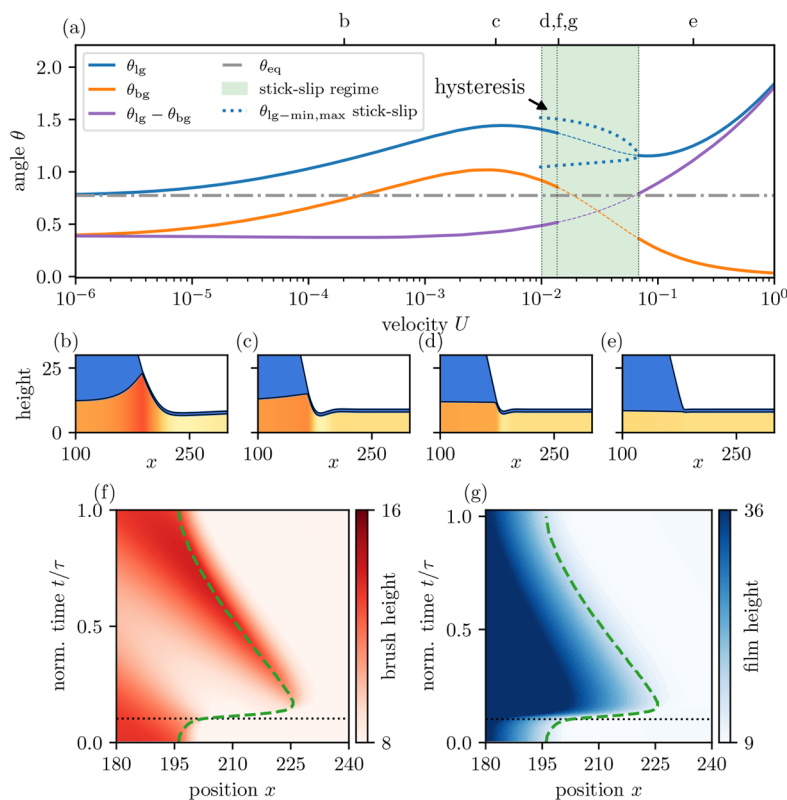 (a)
b c d,f,g e
angle θ
2.0
1.5
1.0
0.5
0.0
θlg
θbg
θlg − θbg
θeq
stick-slip regime
θlg−min,max stick-slip
hysteresis
10⁻⁶ 10⁻⁵ 10⁻⁴ 10⁻³ 10⁻² 10⁻¹ 10⁰
velocity U
(b) (c) (d) (e)
height
25
0
100 250 100 250 100 250 100 250
x x x x
(f)
norm. time t/τ
1.0
0.5
0.0
180 195 210 225 240
position x
16
brush height
8
(g)
norm. time t/τ
1.0
0.5
0.0
180 195 210 225 240
position x
36
film height
9